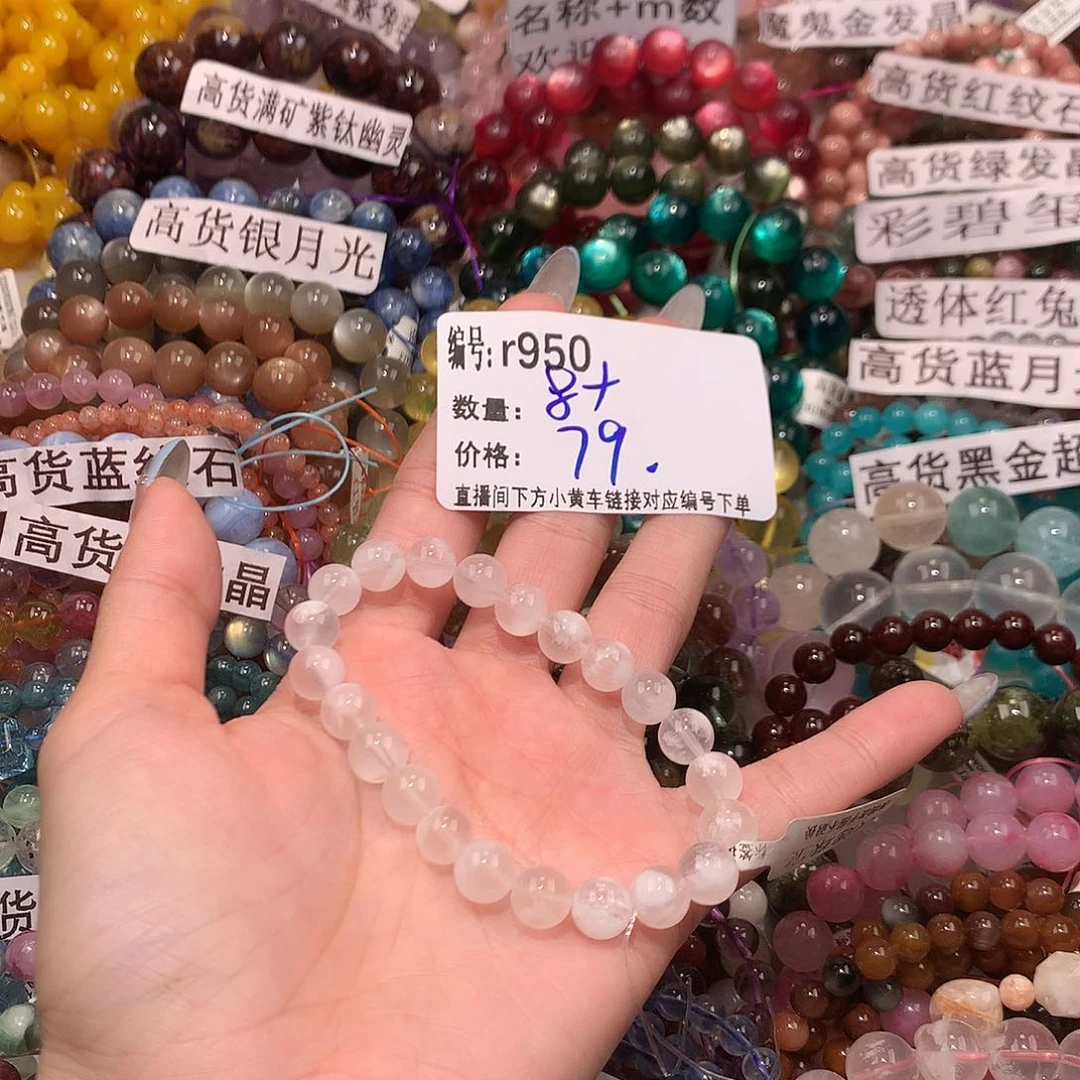 名称+m数
魔鬼金发晶
高货满矿紫钛幽灵
高货红纹石
高货绿发晶
高货银月光
彩碧玺
透体红兔
编号:r950
数量: 8+
价格: 79.
直播间下方小黄车链接对应编号下单
高货蓝月
高货蓝纹石
高货黑金超
高货
晶
货